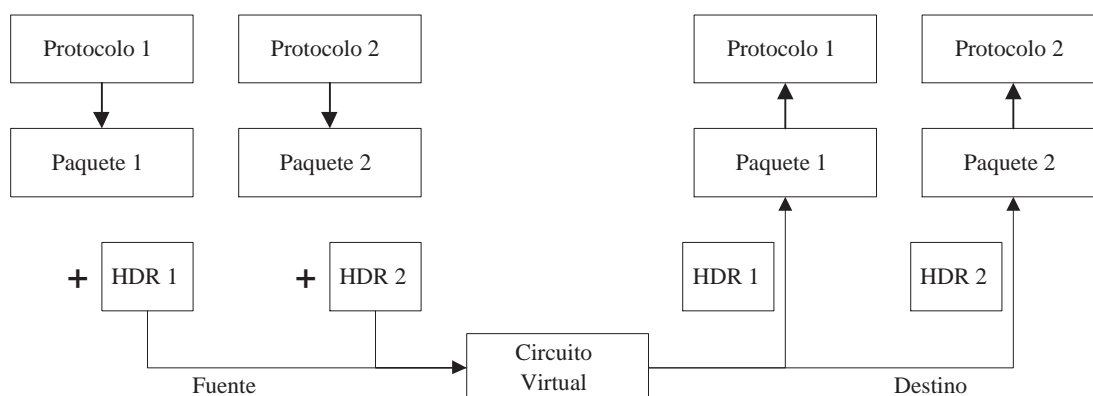 Protocolo 1
Protocolo 2
Protocolo 1
Protocolo 2
Paquete 1
Paquete 2
Paquete 1
Paquete 2
+ HDR 1
+ HDR 2
HDR 1
HDR 2
Circuito
Virtual
Fuente
Destino